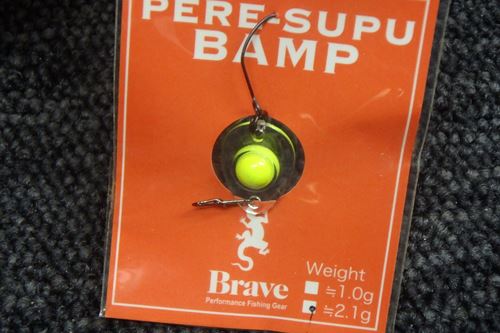 PERE-SUPU
BAMP
Brave
Performance Fishing Gear
Weight
≒1.0g
≒2.1g